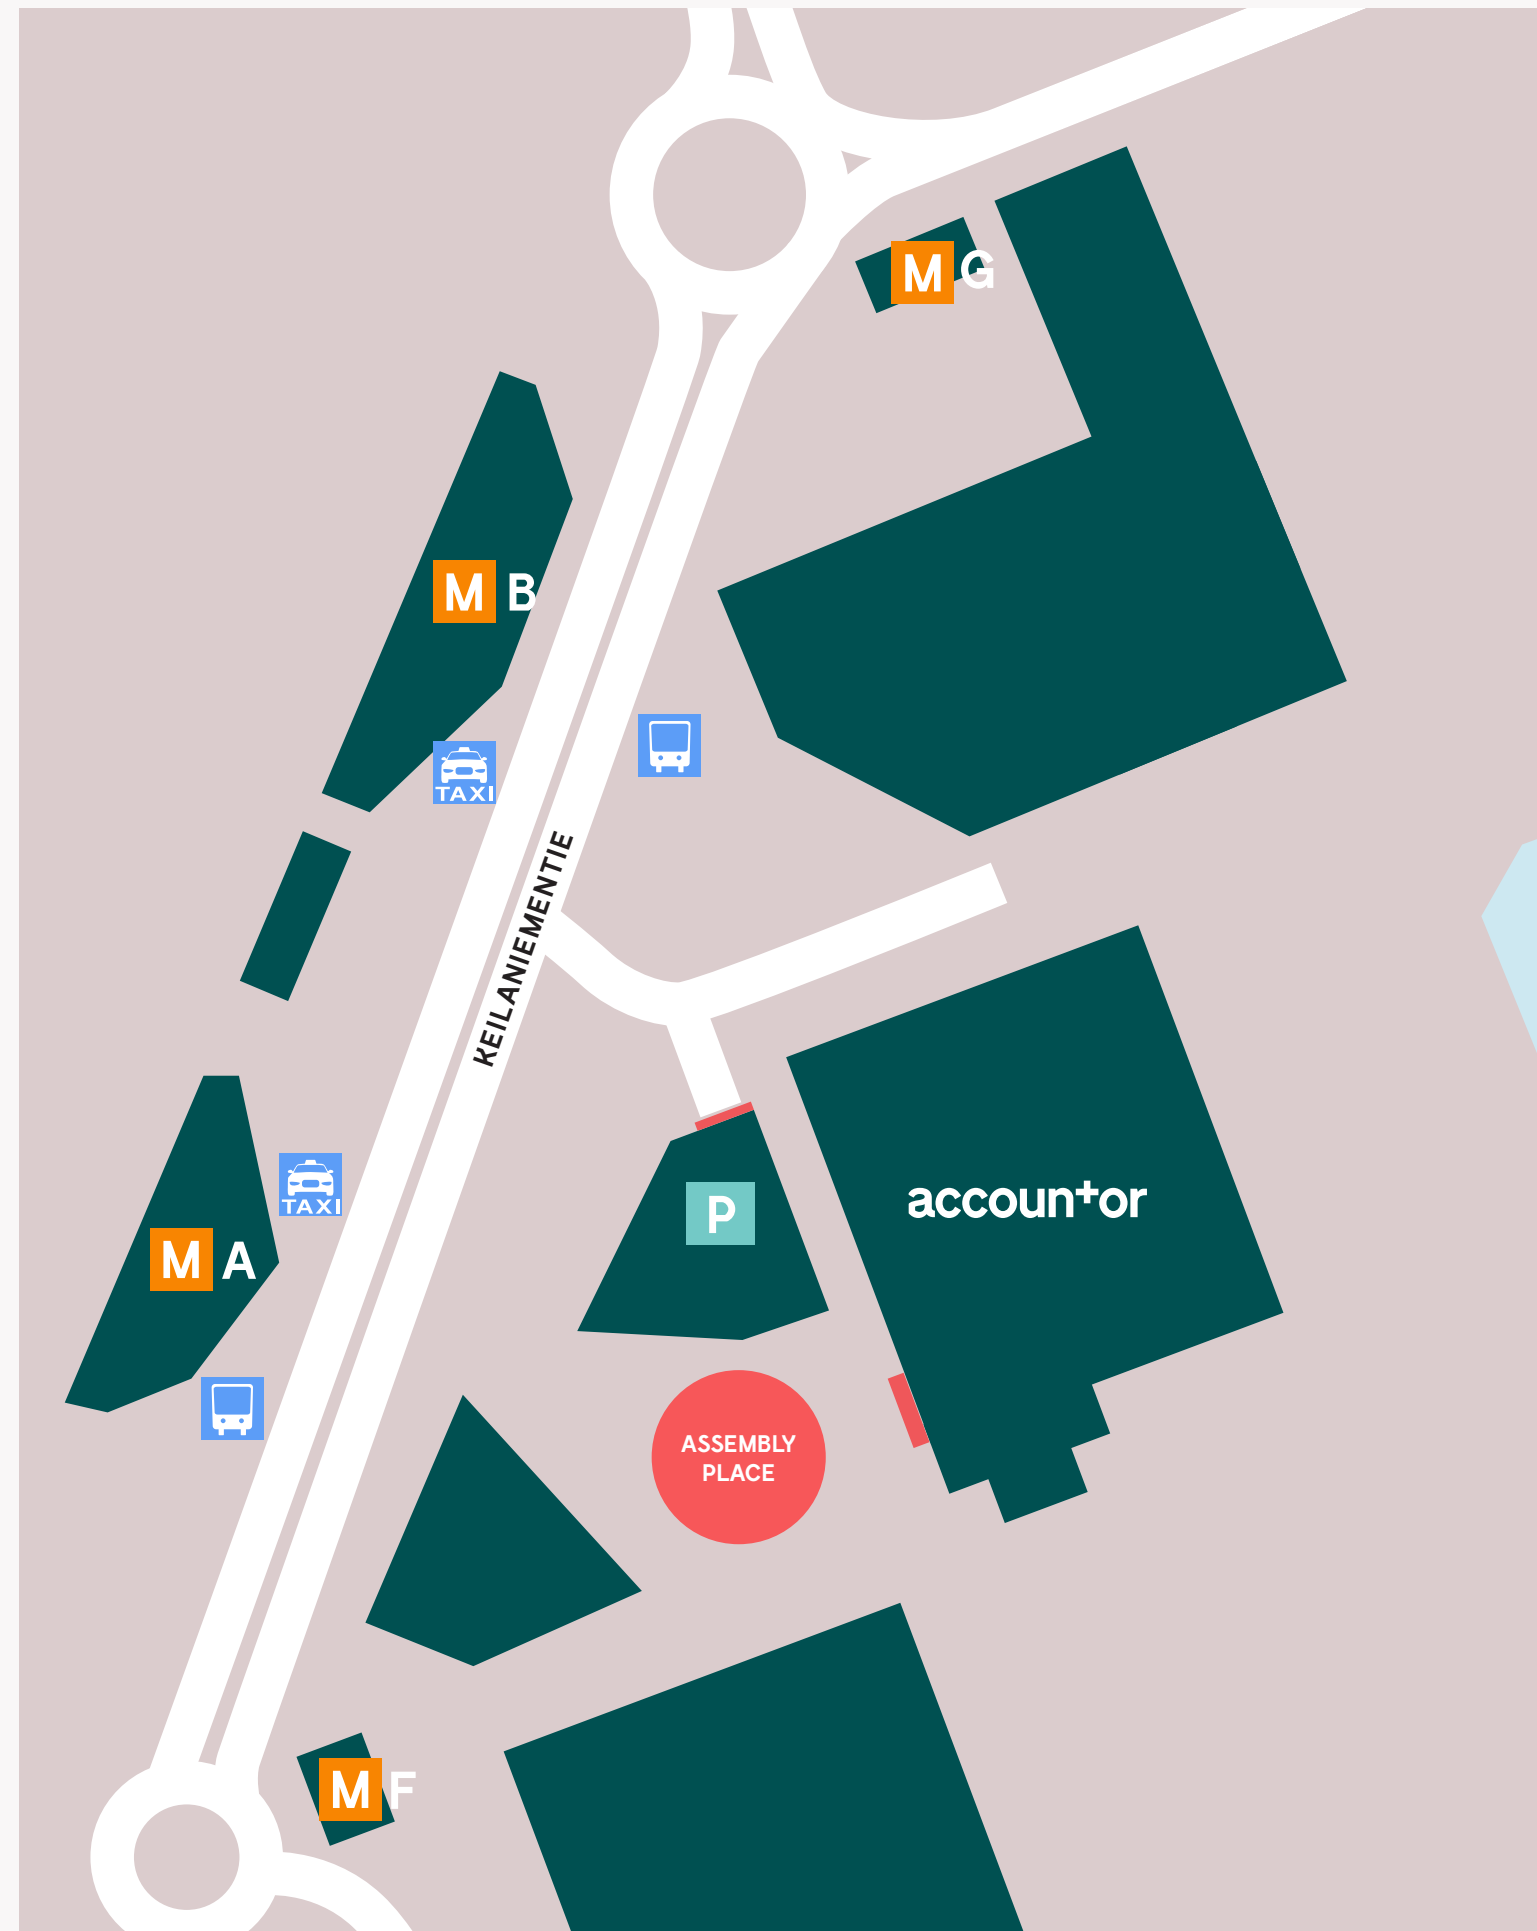 M G
M B
TAXI
KEILANIEMENTIE
TAXI
P
accountor
M A
ASSEMBLY
PLACE
M F